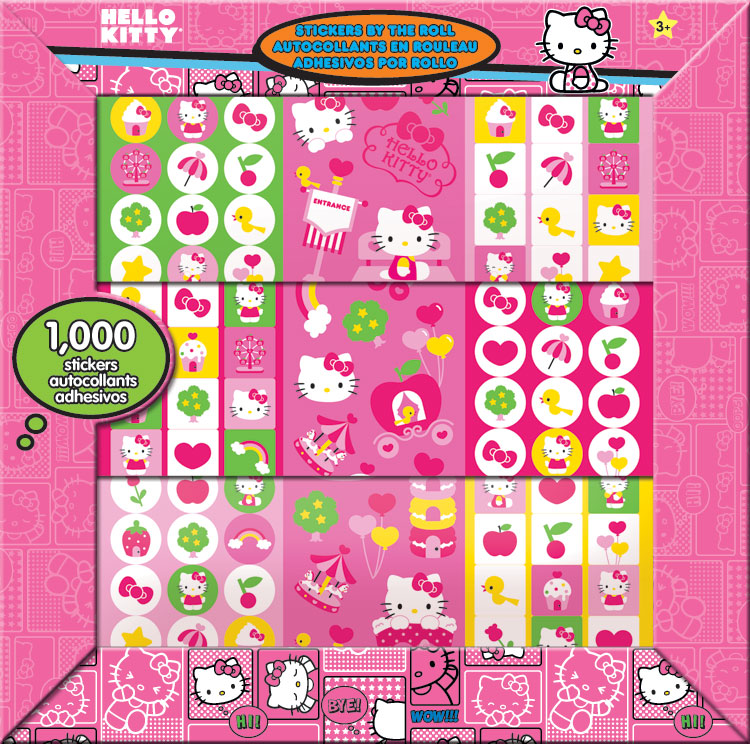 HELLO
KITTY
STICKERS BY THE ROLL
AUTOCOLLANTS EN ROULEAU
ADHESIVOS POR ROLLO
3+
HELLO
KITTY
ENTRANCE
1,000
stickers
autocollants
adhesivos
HI!
BYE!
WOW!!!
HI!